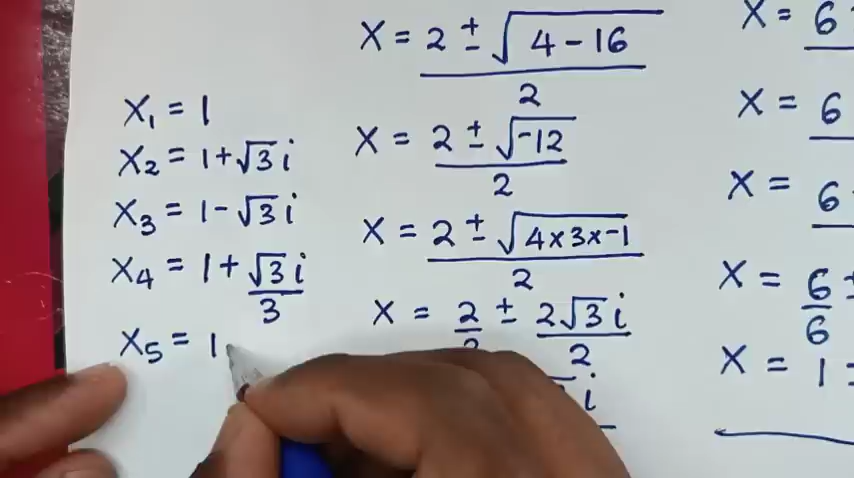 X₁ = 1
X₂ = 1+√3 i
X₃ = 1-√3 i
X₄ = 1 + √3 i / 3
X₅ = 1
X = 2 ± √4-16 / 2
X = 2 ± √-12 / 2
X = 2 ± √4x3x-1 / 2
X = 2/2 ± 2√3 i / 2
i
X = 6
X = 6
X = 6
X = 6/6 ±
X = 1